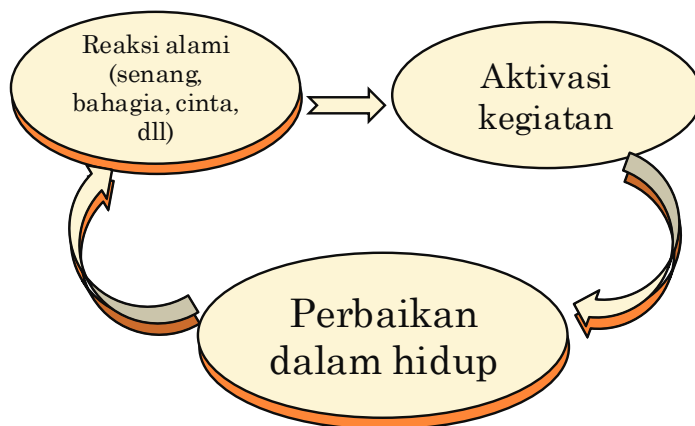 Reaksi alami
(senang,
bahagia, cinta,
dll)
Aktivasi
kegiatan
Perbaikan
dalam hidup